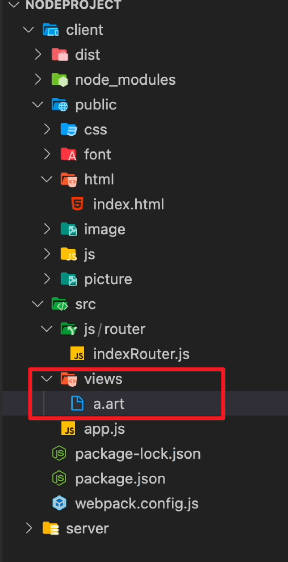 NODEPROJECT
client
dist
node_modules
public
css
font
html
index.html
image
js
picture
src
js/router
indexRouter.js
views
a.art
app.js
package-lock.json
package.json
webpack.config.js
server